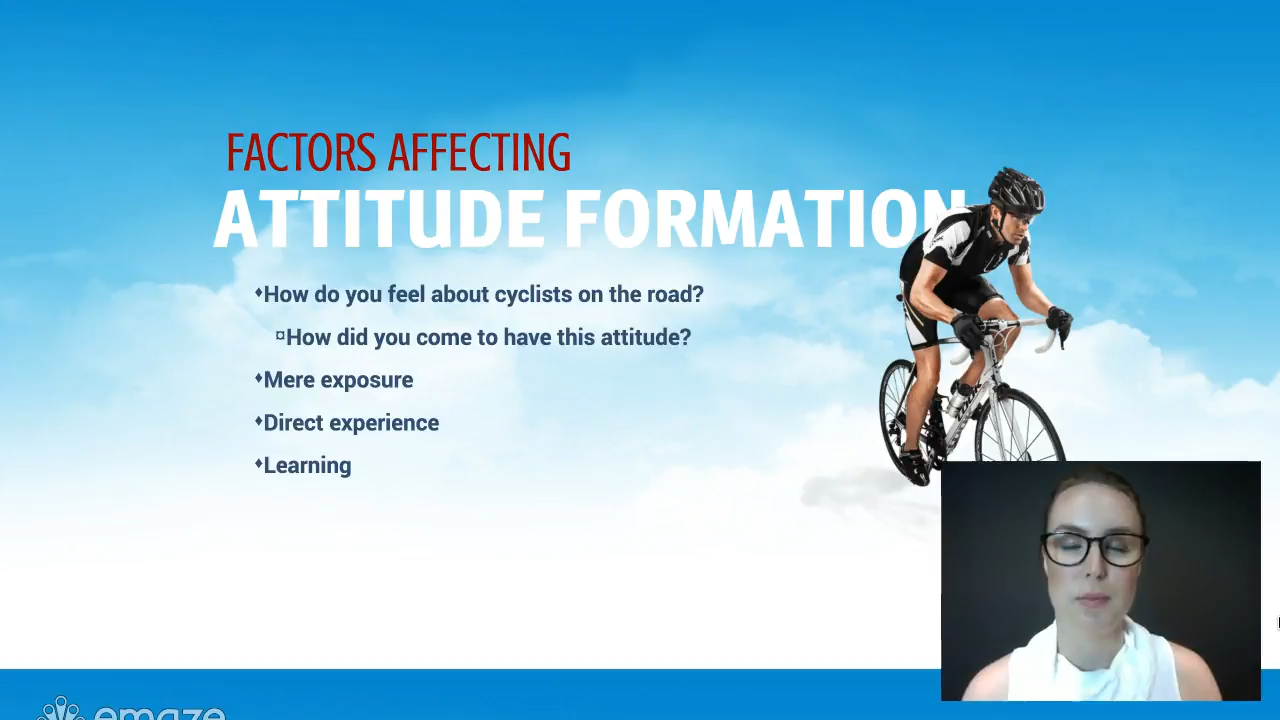 FACTORS AFFECTING
ATTITUDE FORMATION
How do you feel about cyclists on the road?
How did you come to have this attitude?
Mere exposure
Direct experience
Learning
emaze